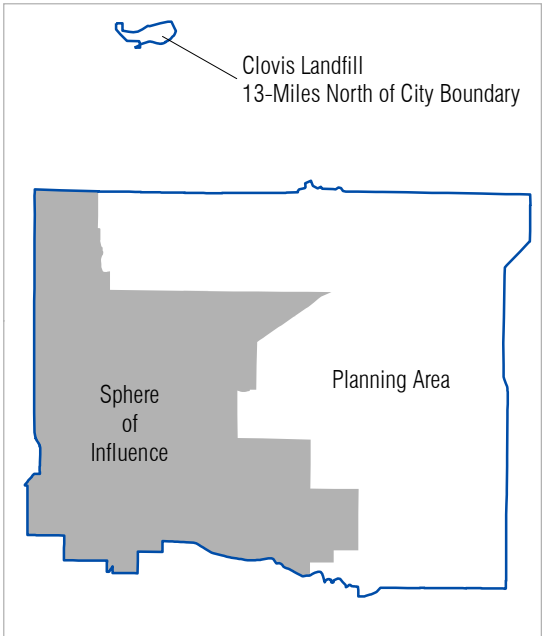 Clovis Landfill
13-Miles North of City Boundary
Planning Area
Sphere
of
Influence